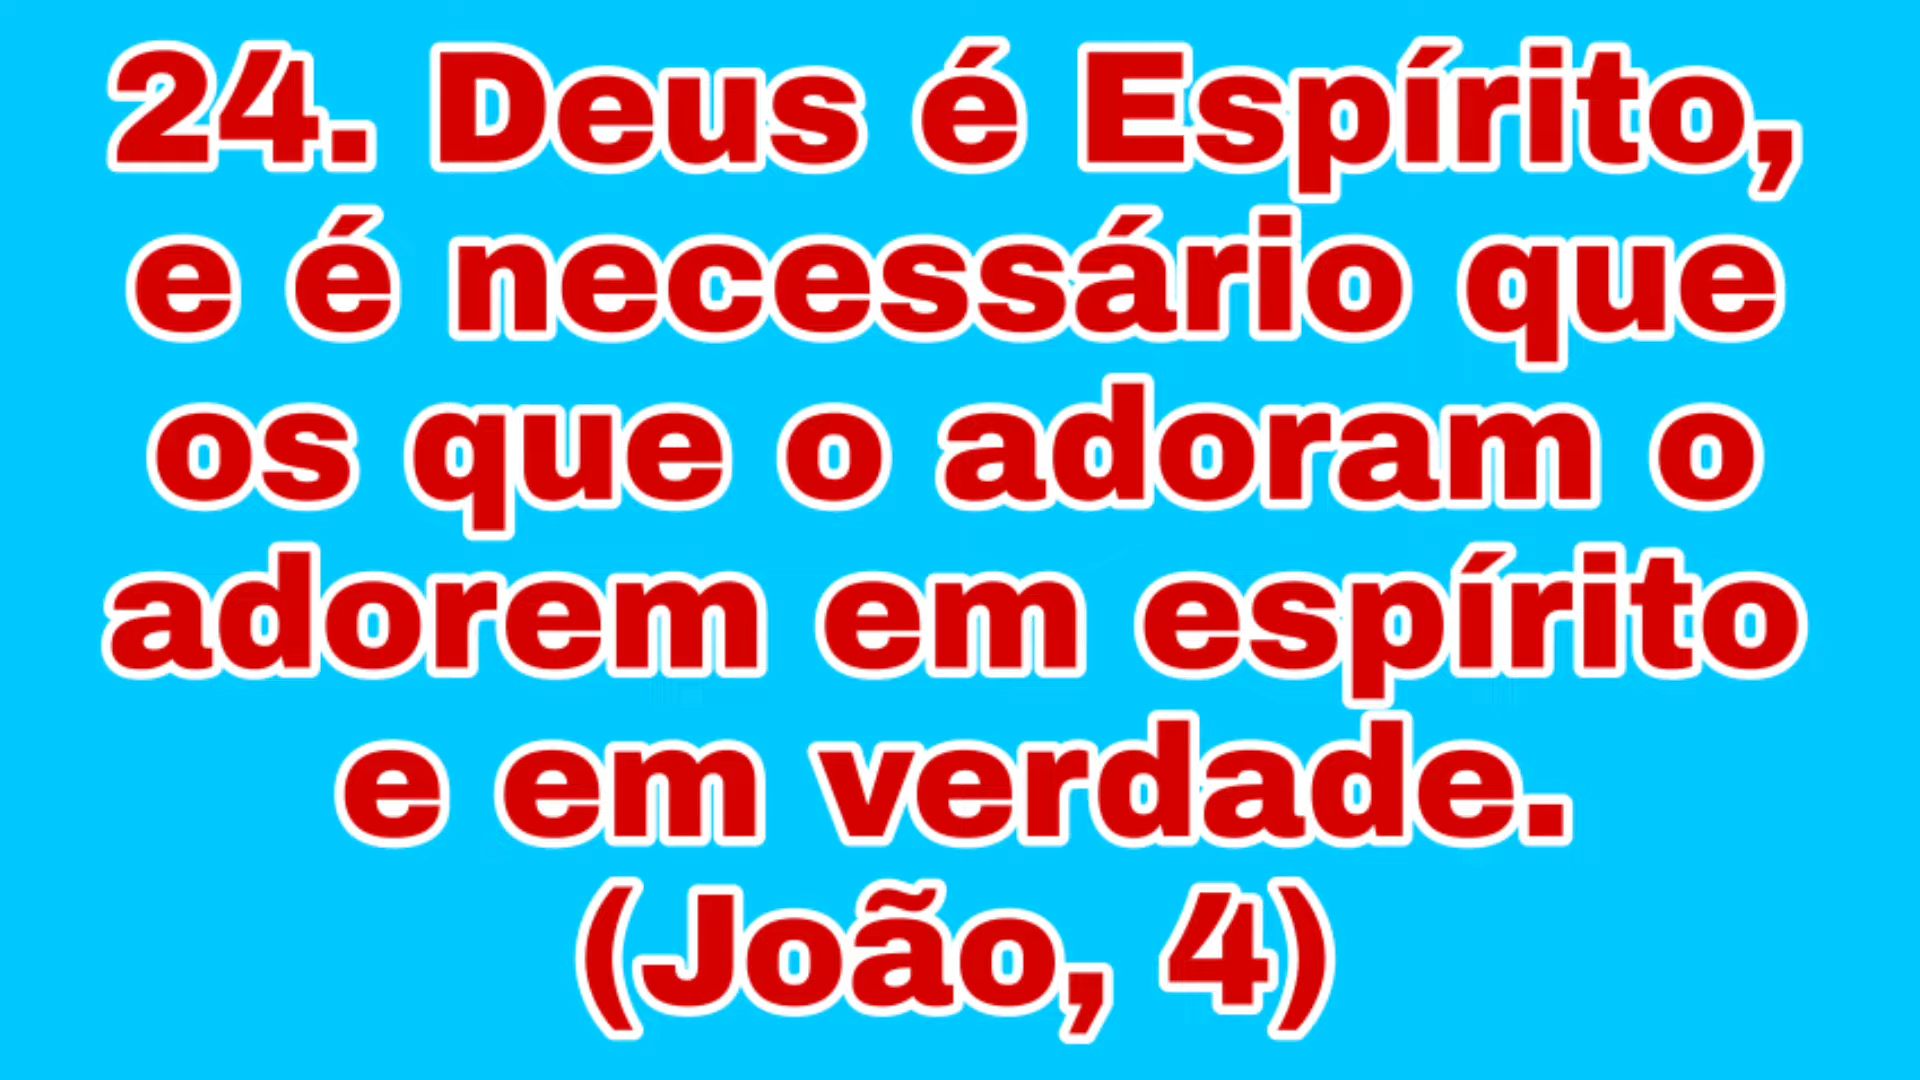 24. Deus é Espírito,
e é necessário que
os que o adoram o
adorem em espírito
e em verdade.
(João, 4)